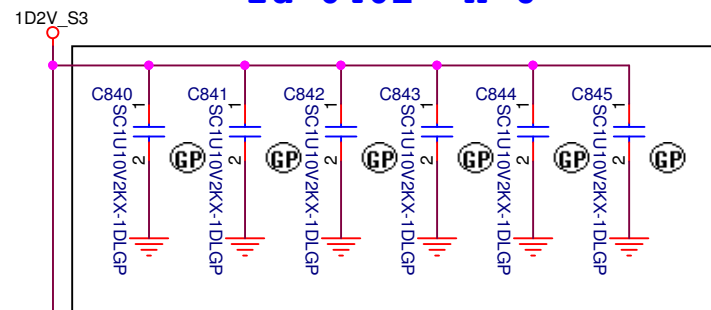 1D2V_S3
C840
1
SC1U10V2KX-1DLGP
2
GP
C841
1
SC1U10V2KX-1DLGP
2
GP
C842
1
SC1U10V2KX-1DLGP
2
GP
C843
1
SC1U10V2KX-1DLGP
2
GP
C844
1
SC1U10V2KX-1DLGP
2
GP
C845
1
SC1U10V2KX-1DLGP
2
GP